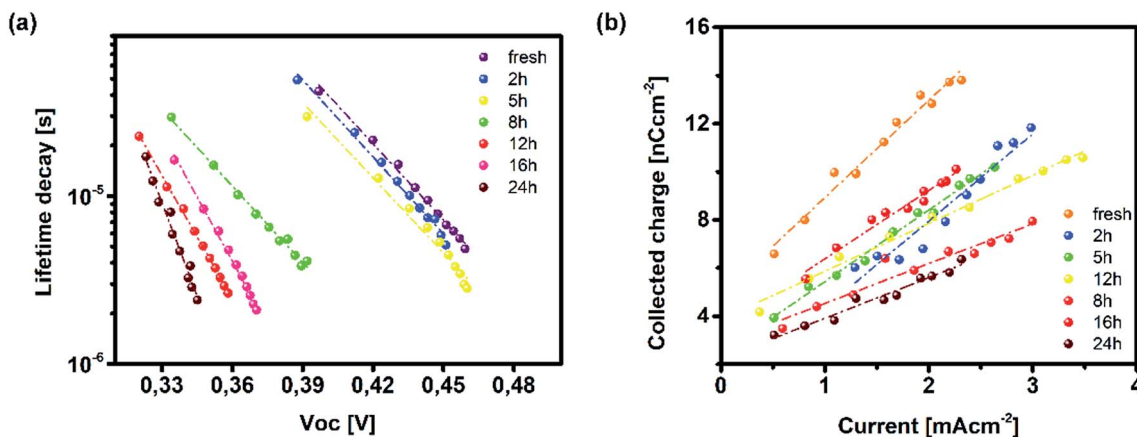 (a)
Lifetime decay [s]
10⁻⁵
10⁻⁶
0,33 0,36 0,39 0,42 0,45 0,48
Voc [V]
fresh
2h
5h
8h
12h
16h
24h
(b)
Collected charge [nCcm⁻²]
16
12
8
4
0 1 2 3 4
Current [mAcm⁻²]
fresh
2h
5h
12h
8h
16h
24h